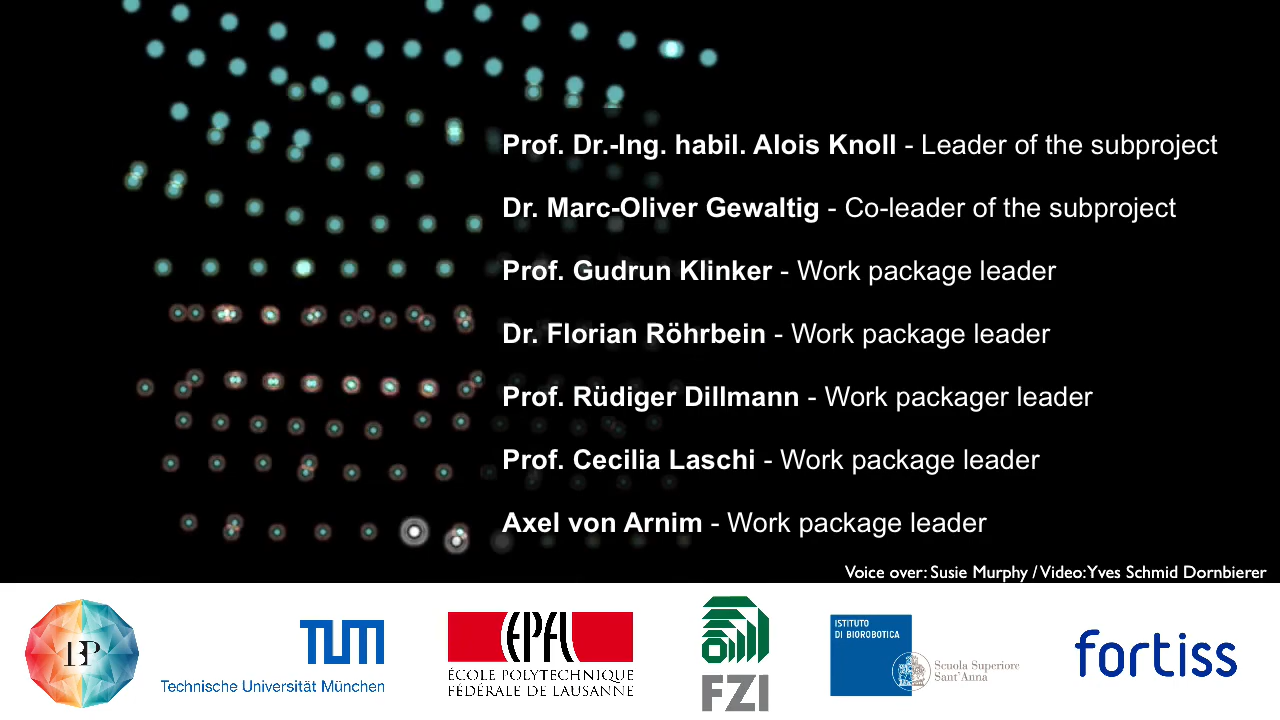 Prof. Dr.-Ing. habil. Alois Knoll - Leader of the subproject
Dr. Marc-Oliver Gewaltig - Co-leader of the subproject
Prof. Gudrun Klinker - Work package leader
Dr. Florian Röhrbein - Work package leader
Prof. Rüdiger Dillmann - Work packager leader
Prof. Cecilia Laschi - Work package leader
Axel von Arnim - Work package leader
Voice over: Susie Murphy / Video: Yves Schmid Dornbierer
BP
TUM
Technische Universität München
EPFL
ÉCOLE POLYTECHNIQUE
FÉDÉRALE DE LAUSANNE
FZI
ISTITUTO
DI BIOROBOTICA
Scuola Superiore
Sant'Anna
fortiss